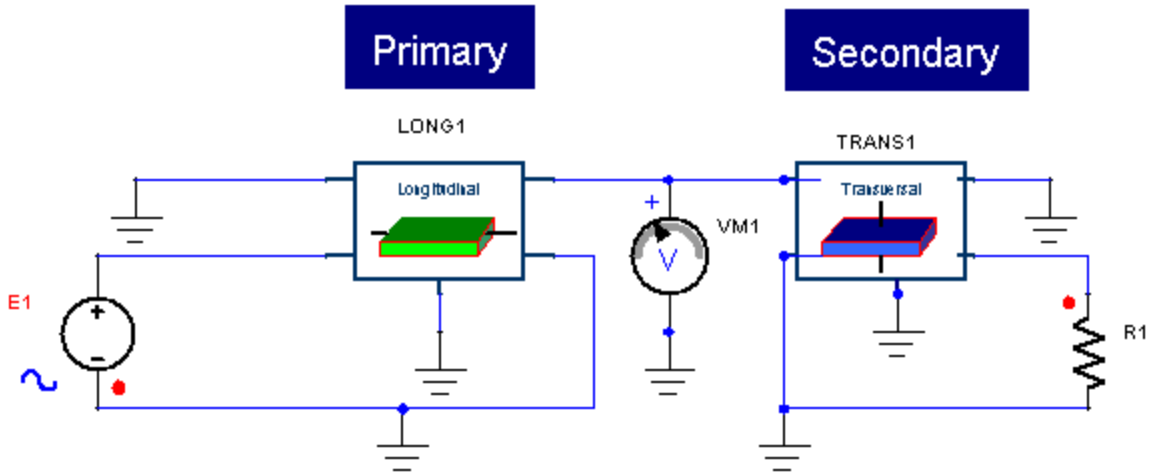 Primary
Secondary
LONG1
TRANS1
Longitudinal
Transversal
+
VM1
V
E1
+
−
R1